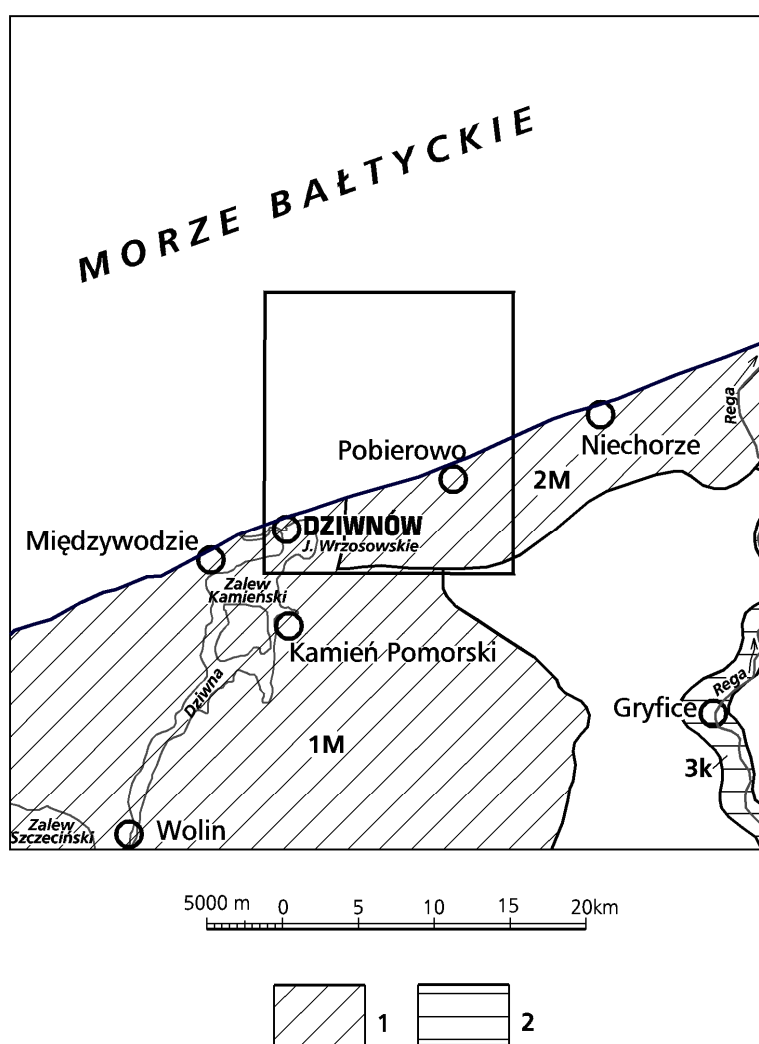 MORZE BAŁTYCKIE
Rega
Niechorze
Pobierowo
2M
DZIWNÓW
J. Wrzosowskie
Międzywodzie
Zalew
Kamieński
Kamień Pomorski
Dziwna
Rega
Gryfice
1M
3k
Zalew
Szczeciński
Wolin
5000 m 0 5 10 15 20km
1 2